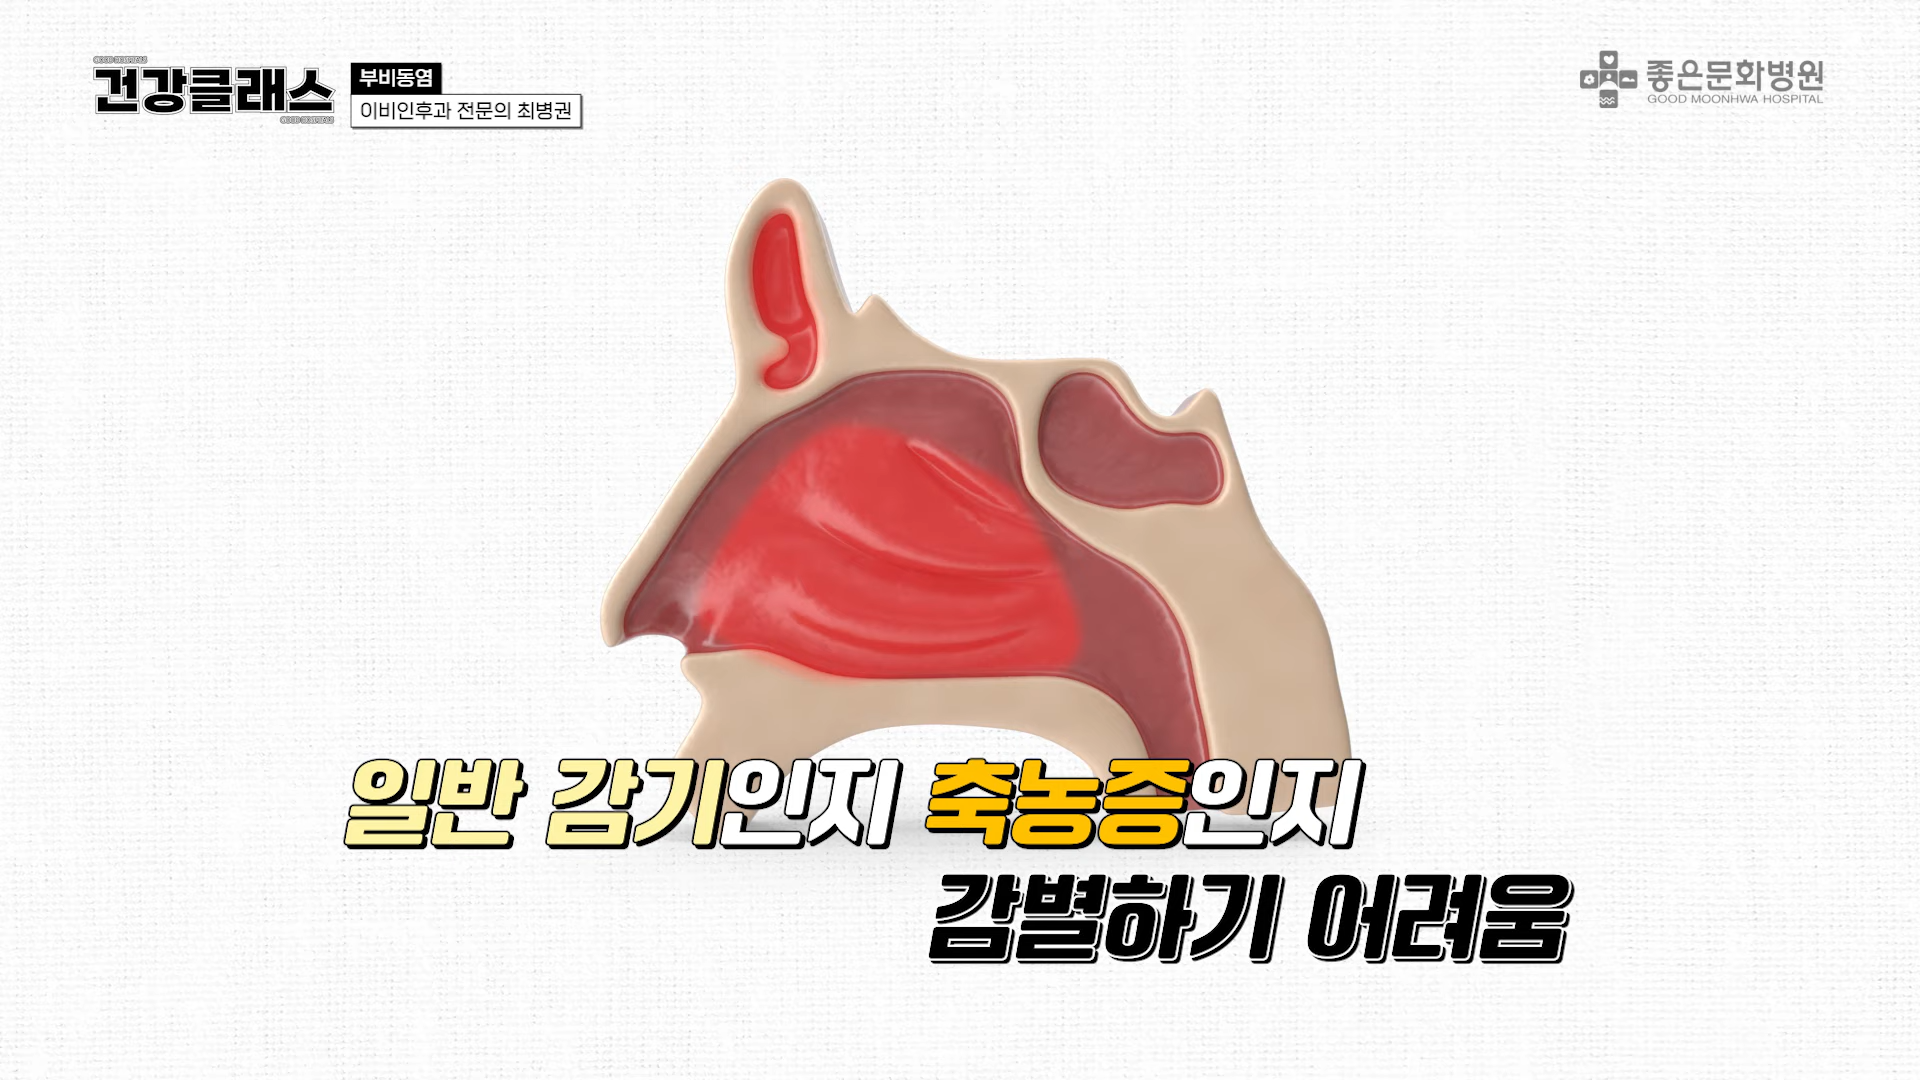 건강클래스
부비동염
이비인후과 전문의 최병권
좋은문화병원
GOOD MOONHWA HOSPITAL
일반 감기인지 축농증인지
감별하기 어려움